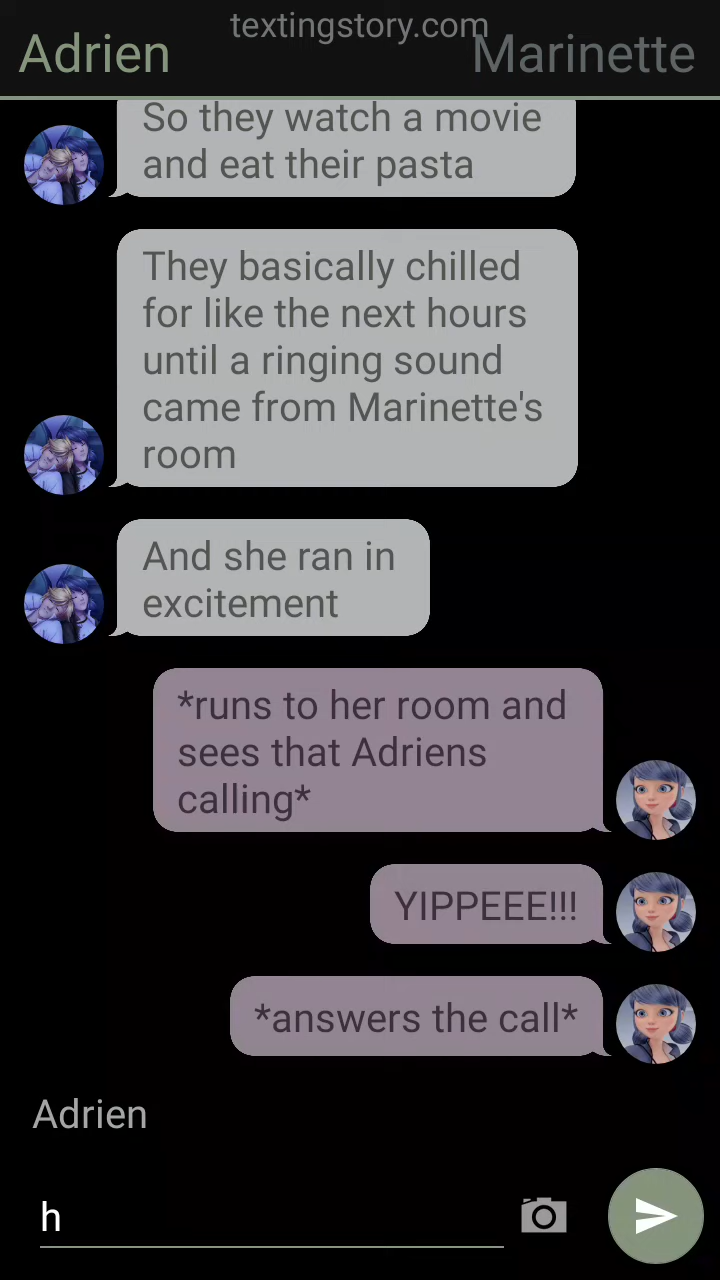 textingstory.com
Adrien
Marinette
So they watch a movie
and eat their pasta
They basically chilled
for like the next hours
until a ringing sound
came from Marinette's
room
And she ran in
excitement
*runs to her room and
sees that Adriens
calling*
YIPPEEE!!!
*answers the call*
Adrien
h